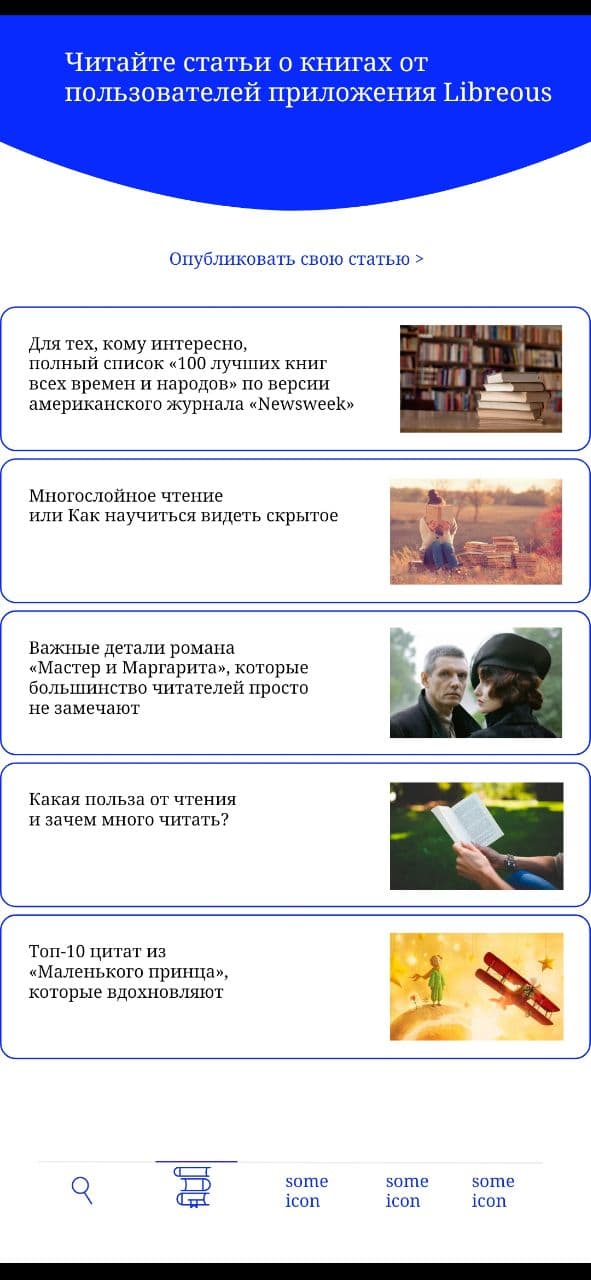 Читайте статьи о книгах от
пользователей приложения Libreous
Опубликовать свою статью >
Для тех, кому интересно,
полный список «100 лучших книг
всех времен и народов» по версии
американского журнала «Newsweek»
Многослойное чтение
или Как научиться видеть скрытое
Важные детали романа
«Мастер и Маргарита», которые
большинство читателей просто
не замечают
Какая польза от чтения
и зачем много читать?
Топ-10 цитат из
«Маленького принца»,
которые вдохновляют
some
icon
some
icon
some
icon